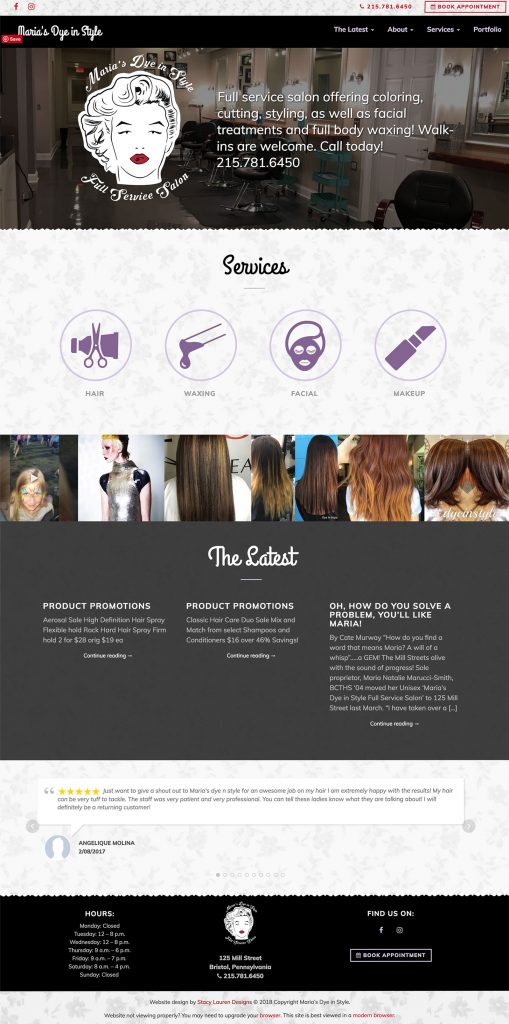 215.781.6450
BOOK APPOINTMENT
Save
Maria's Dye in Style
The Latest
About
Services
Portfolio
Maria's Dye in Style
Full Service Salon
Full service salon offering coloring,
cutting, styling, as well as facial
treatments and full body waxing! Walk-
ins are welcome. Call today!
215.781.6450
Services
HAIR
WAXING
FACIAL
MAKEUP
EA
dyeinstyle
The Latest
PRODUCT PROMOTIONS
Aerosol Sale High Definition Hair Spray
Flexible hold Rock Hard Hair Spray Firm
hold 2 for $28 orig $19 ea
Continue reading →
PRODUCT PROMOTIONS
Classic Hair Care Duo Sale Mix and
Match from select Shampoos and
Conditioners $16 over 46% Savings!
Continue reading →
OH, HOW DO YOU SOLVE A
PROBLEM, YOU'LL LIKE
MARIA!
By Cate Murway "How do you find a
word that means Maria? A will of a
whisp".....a GEM! The Mill Streets alive
with the sound of progress! Sole
proprietor, Maria Natalie Marucci-Smith,
BCTHS '04 moved her Unisex 'Maria's
Dye in Style Full Service Salon' to 125 Mill
Street last March. "I have taken over a [...]
Continue reading →
Just want to give a shout out to Maria's dye n style for an awesome job on my hair I am extremely happy with the results! My hair
can be very tuff to tackle. The staff was very patient and very professional. You can tell these ladies know what they are talking about! I will
definitely be a returning customer!
ANGELIQUE MOLINA
2/08/2017
HOURS:
Monday: Closed
Tuesday: 12 – 8 p.m.
Wednesday: 12 – 8 p.m.
Thursday: 9 a.m. – 6 p.m.
Friday: 9 a.m. – 7 p.m.
Saturday: 8 a.m. – 4 p.m.
Sunday: Closed
Maria's Dye in Style
Full Service Salon
125 Mill Street
Bristol, Pennsylvania
215.781.6450
FIND US ON:
BOOK APPOINTMENT
Website design by Stacy Lauren Designs © 2018 Copyright Maria's Dye in Style.
Website not viewing properly? You may need to upgrade your browser. This site is best viewed in a modern browser.